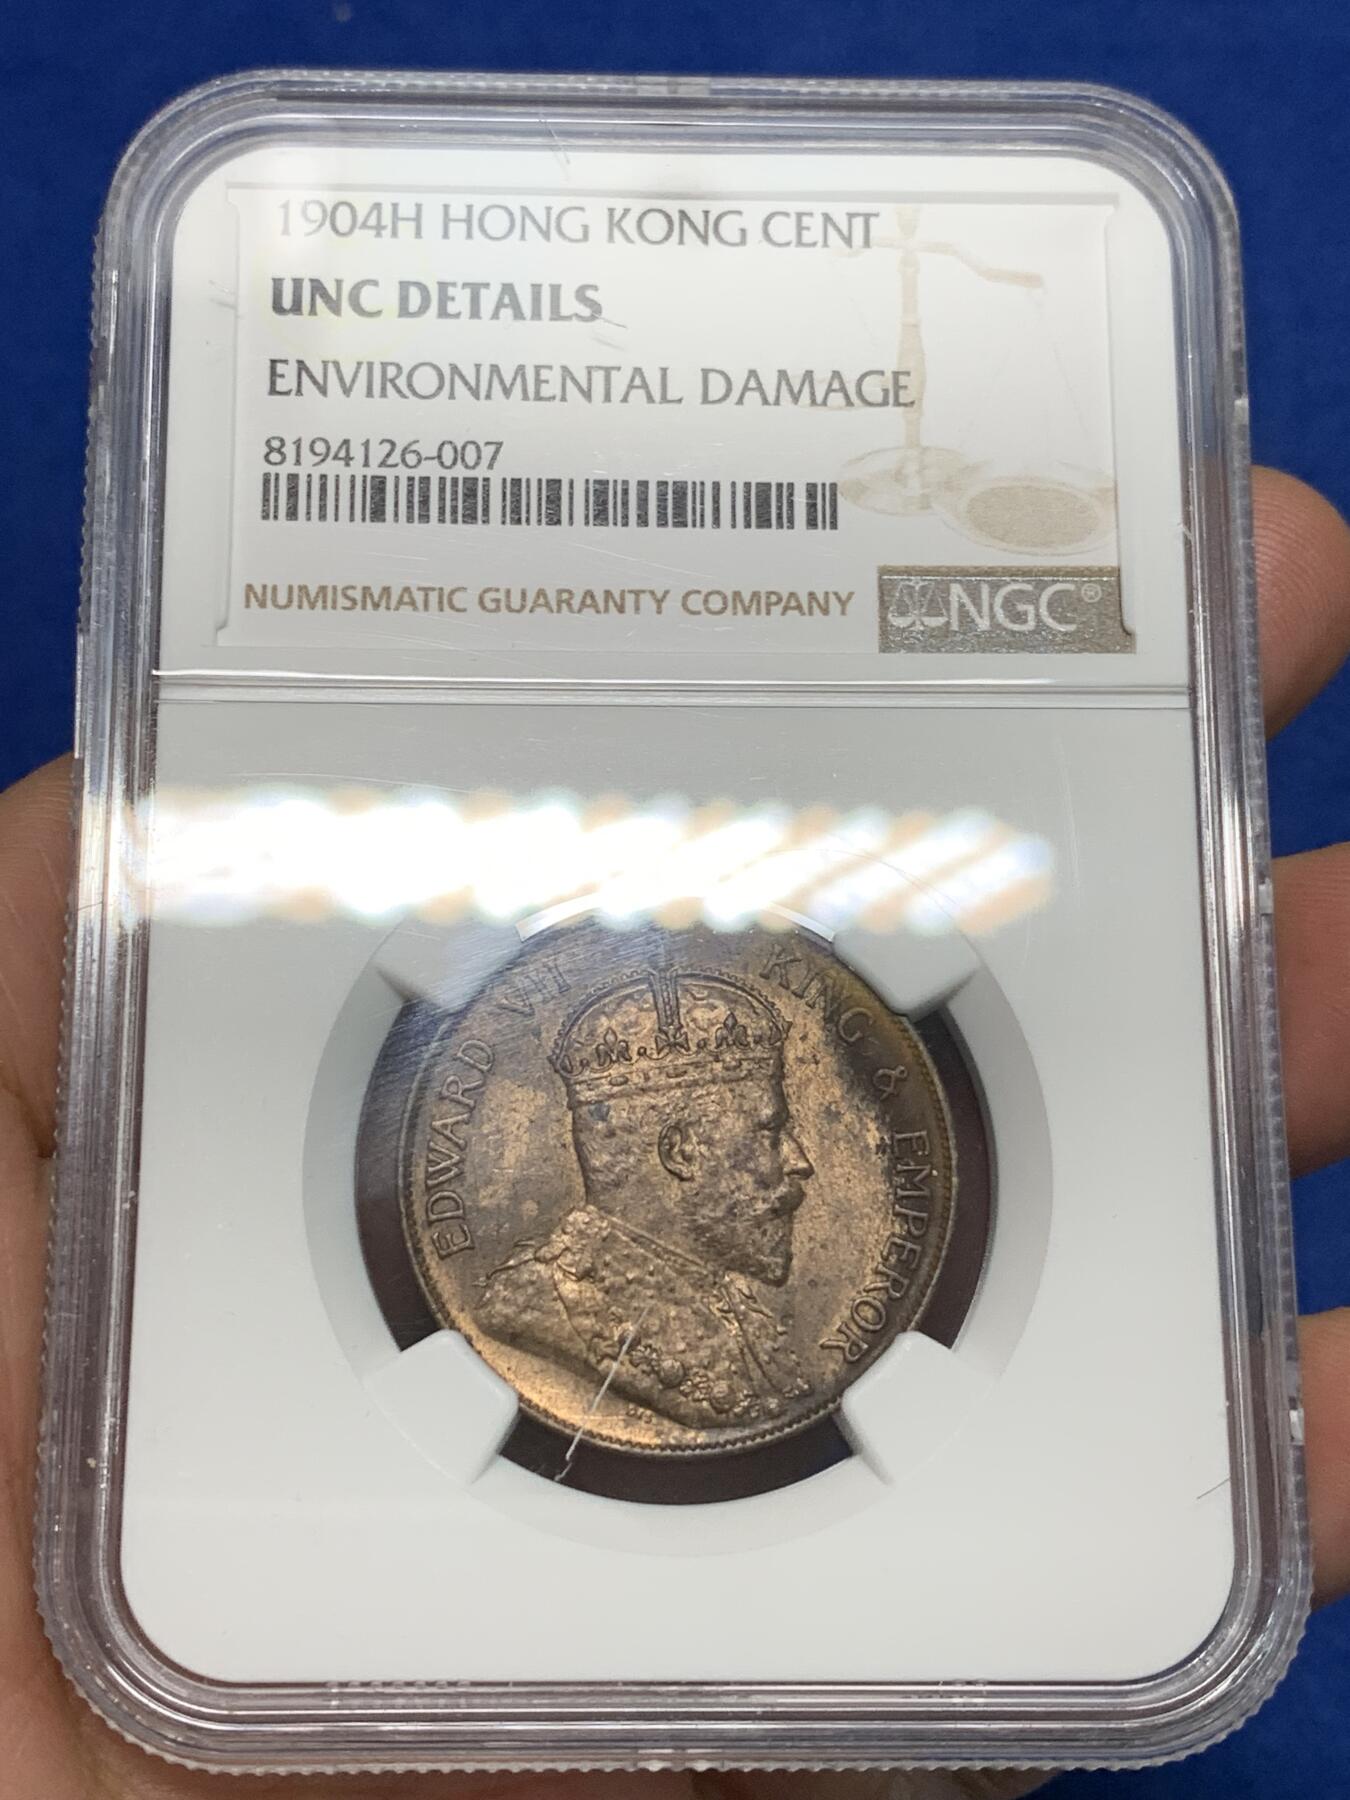 1904H HONG KONG CENT
UNC DETAILS
ENVIRONMENTAL DAMAGE
8194126-007
NUMISMATIC GUARANTY COMPANY
NGC®
EDWARD VII KING & EMPEROR